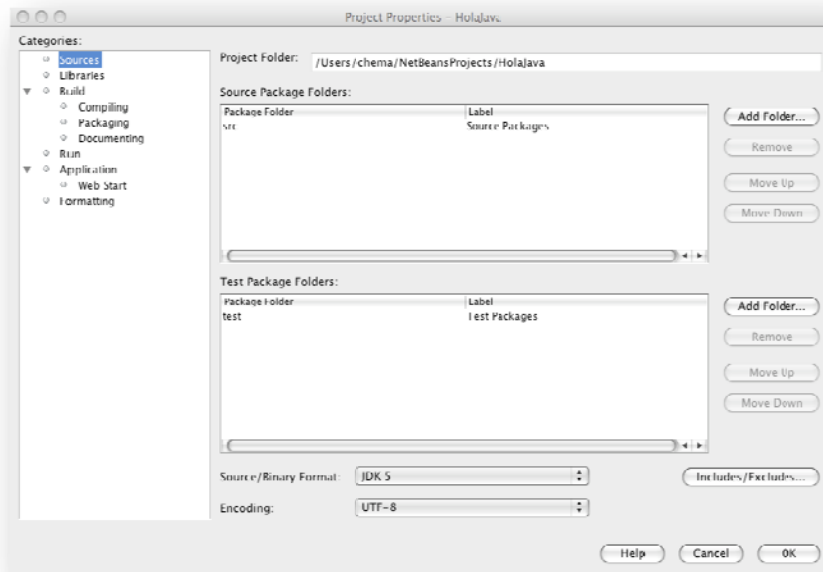 Project Properties – HolaJava
Categories:
Sources
Libraries
Build
Compiling
Packaging
Documenting
Run
Application
Web Start
Formatting
Project Folder: /Users/chema/NetBeansProjects/HolaJava
Source Package Folders:
Package Folder Label
src Source Packages
Add Folder...
Remove
Move Up
Move Down
Test Package Folders:
Package Folder Label
test Test Packages
Add Folder...
Remove
Move Up
Move Down
Source/Binary Format: JDK 5
Includes/Excludes...
Encoding: UTF-8
Help Cancel OK